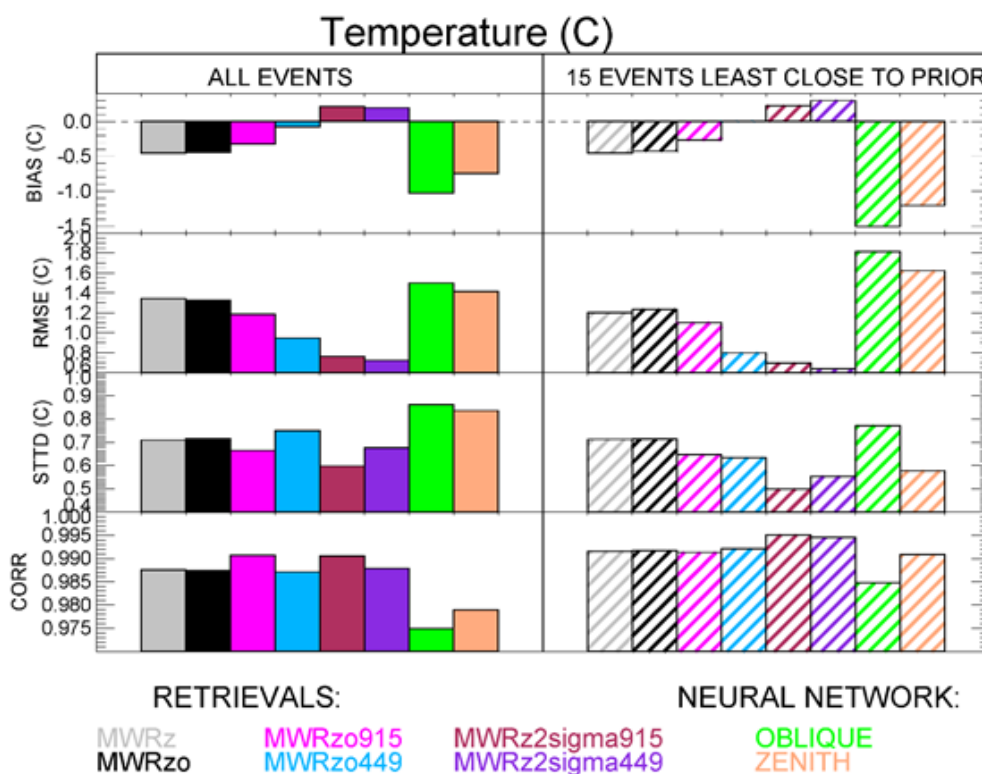 Temperature (C)
ALL EVENTS
15 EVENTS LEAST CLOSE TO PRIOR
BIAS (C)
0.0
-0.5
-1.0
-1.5
RMSE (C)
2.0
1.8
1.6
1.4
1.2
1.0
0.8
0.6
STTD (C)
1.0
0.9
0.8
0.7
0.6
0.5
0.4
CORR
1.000
0.995
0.990
0.985
0.980
0.975
RETRIEVALS:
NEURAL NETWORK:
MWRz MWRzo915 MWRz2sigma915 OBLIQUE
MWRzo MWRzo449 MWRz2sigma449 ZENITH